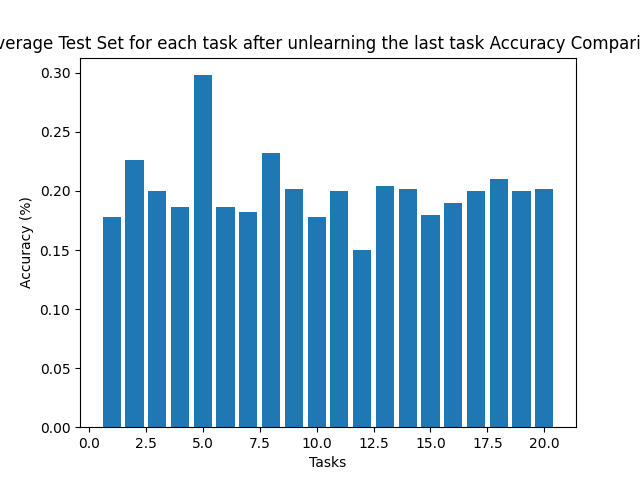 verage Test Set for each task after unlearning the last task Accuracy Compari
0.30
0.25
0.20
0.15
0.10
0.05
0.00
Accuracy (%)
0.0 2.5 5.0 7.5 10.0 12.5 15.0 17.5 20.0
Tasks